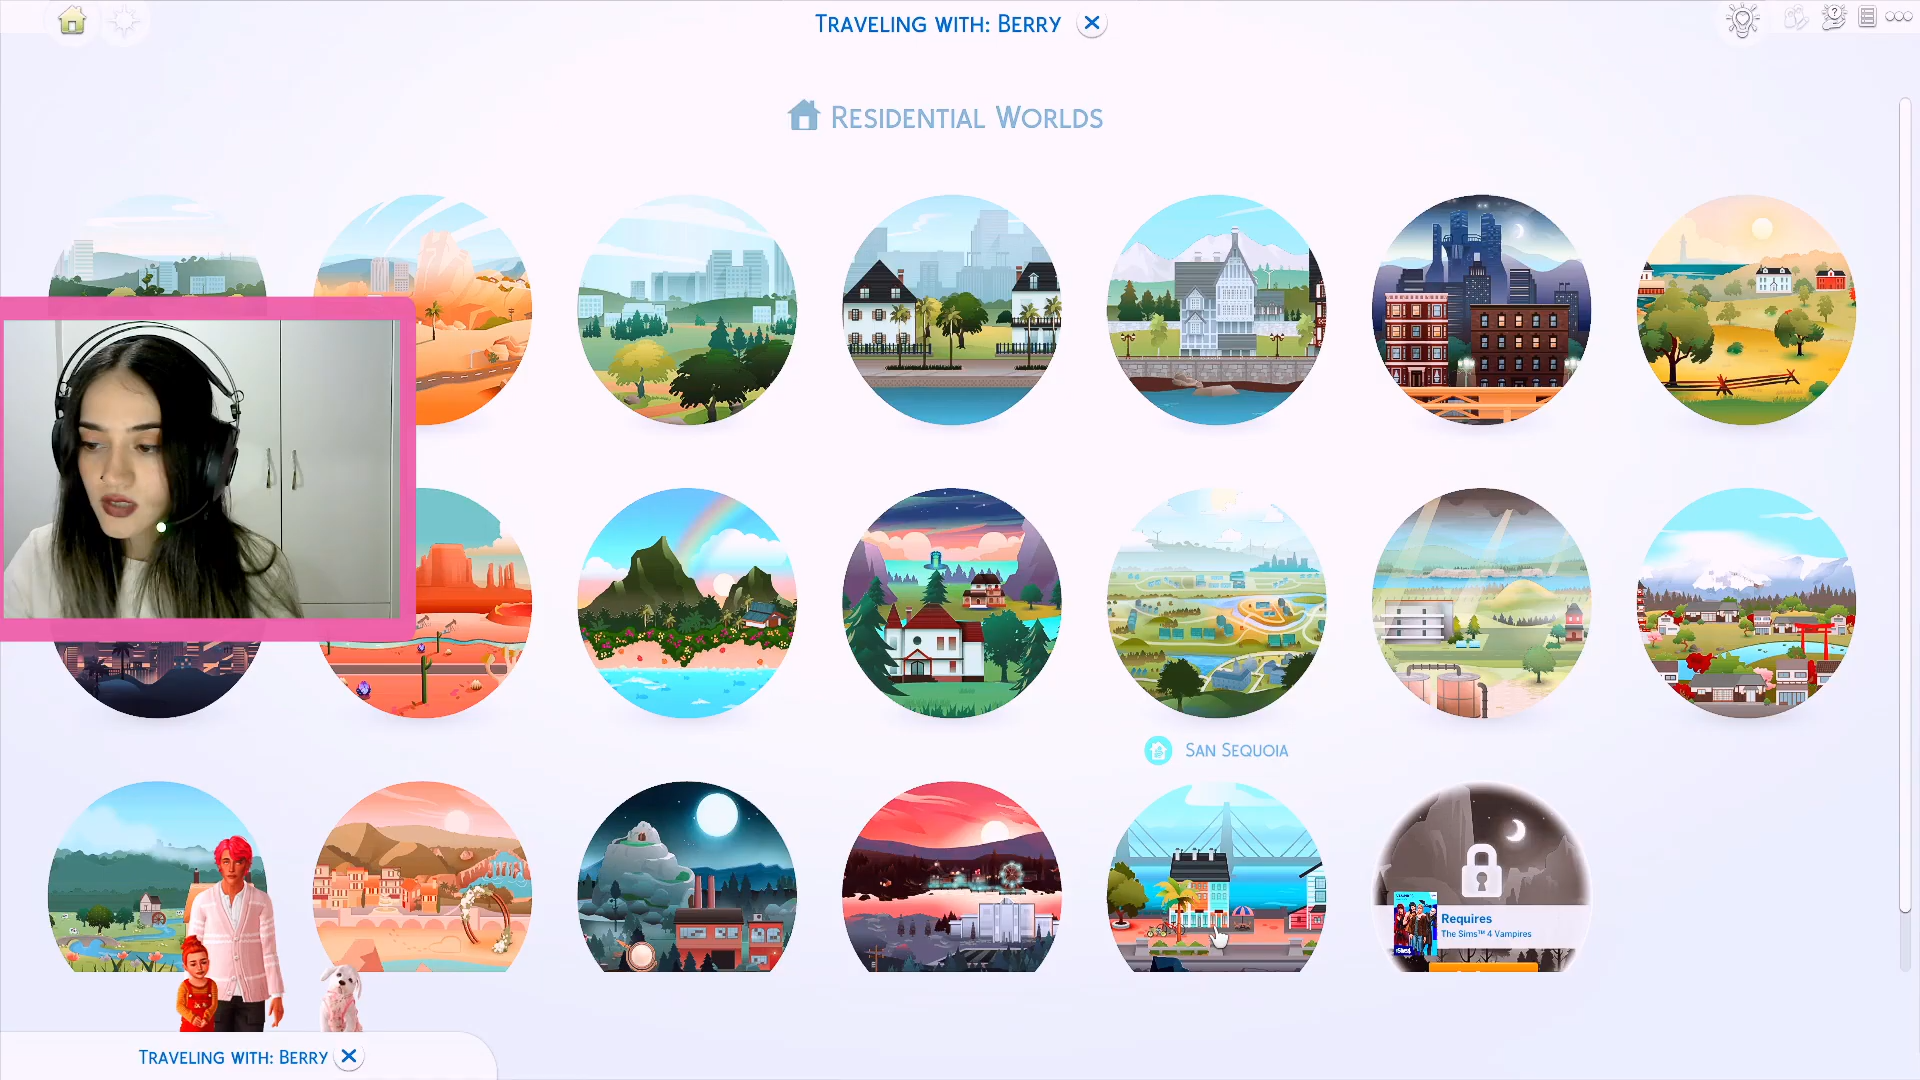 TRAVELING WITH: BERRY
RESIDENTIAL WORLDS
SAN SEQUOIA
Requires
The Sims™ 4 Vampires
TRAVELING WITH: BERRY